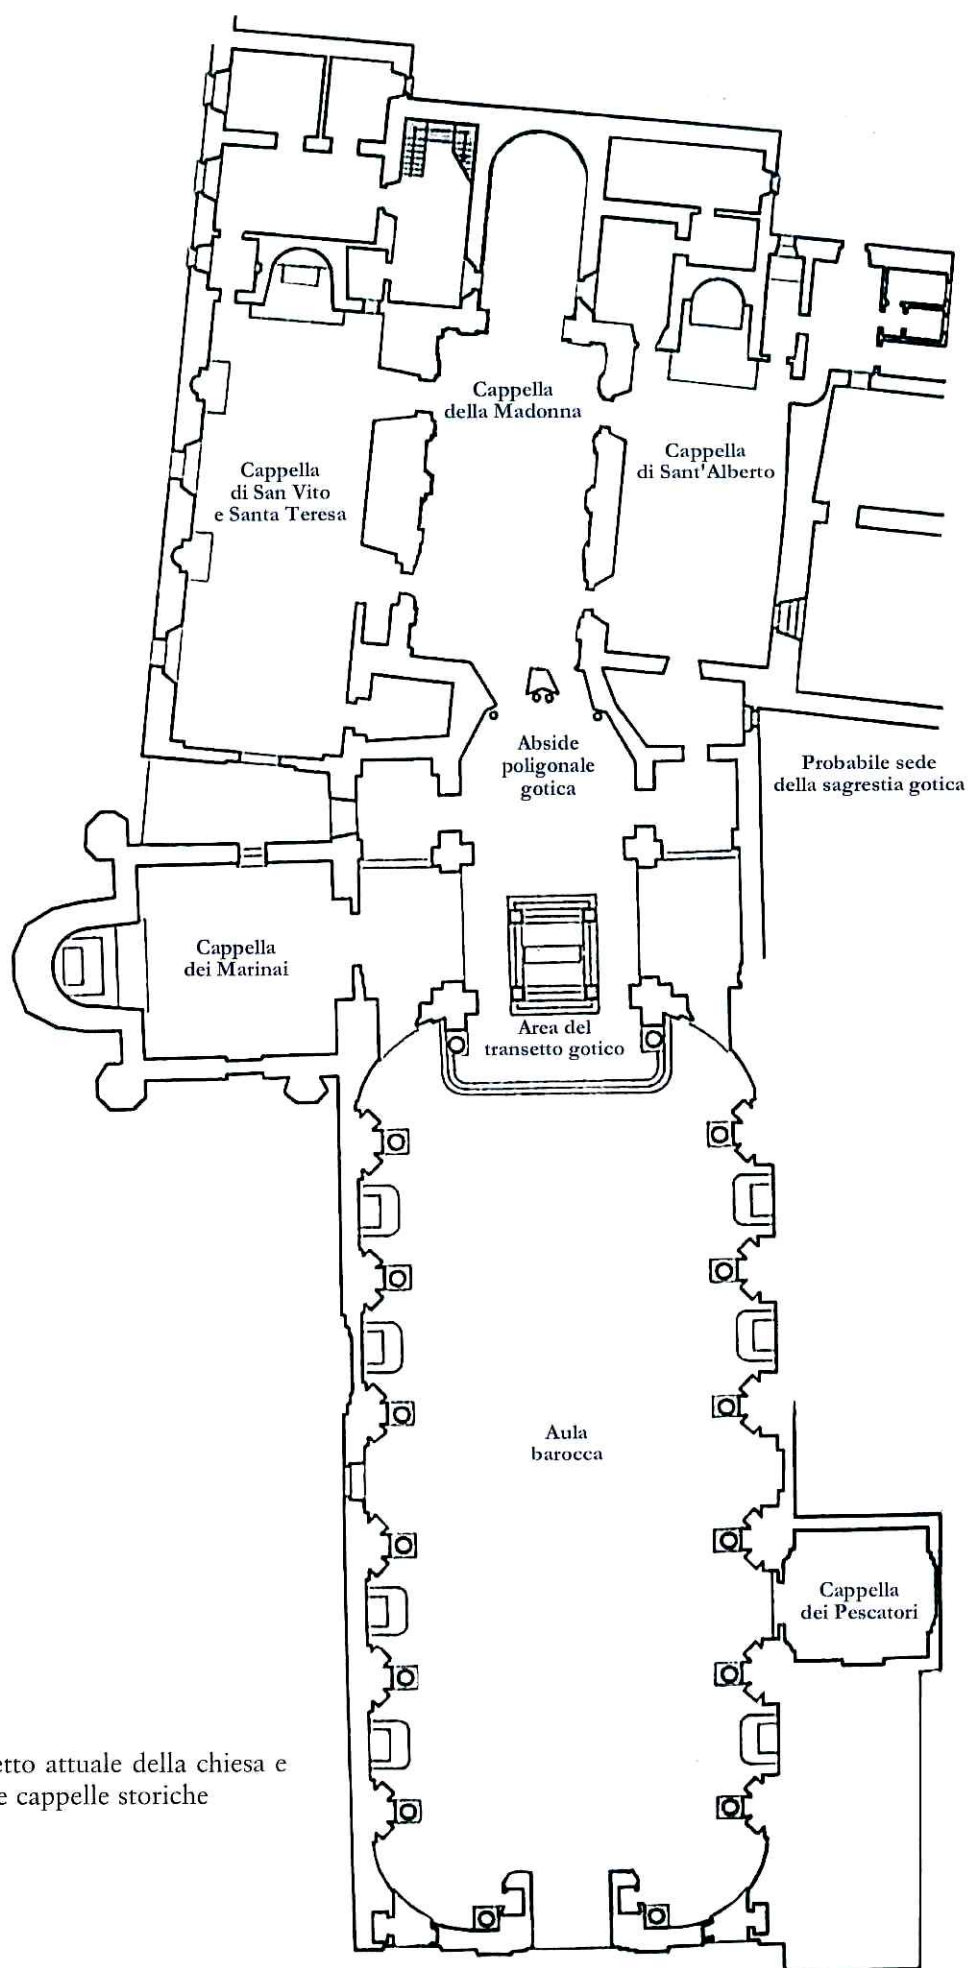 Cappella
della Madonna
Cappella
di San Vito
e Santa Teresa
Cappella
di Sant'Alberto
Abside
poligonale
gotica
Probabile sede
della sagrestia gotica
Cappella
dei Marinai
Area del
transetto gotico
Aula
barocca
Cappella
dei Pescatori
etto attuale della chiesa e
e cappelle storiche